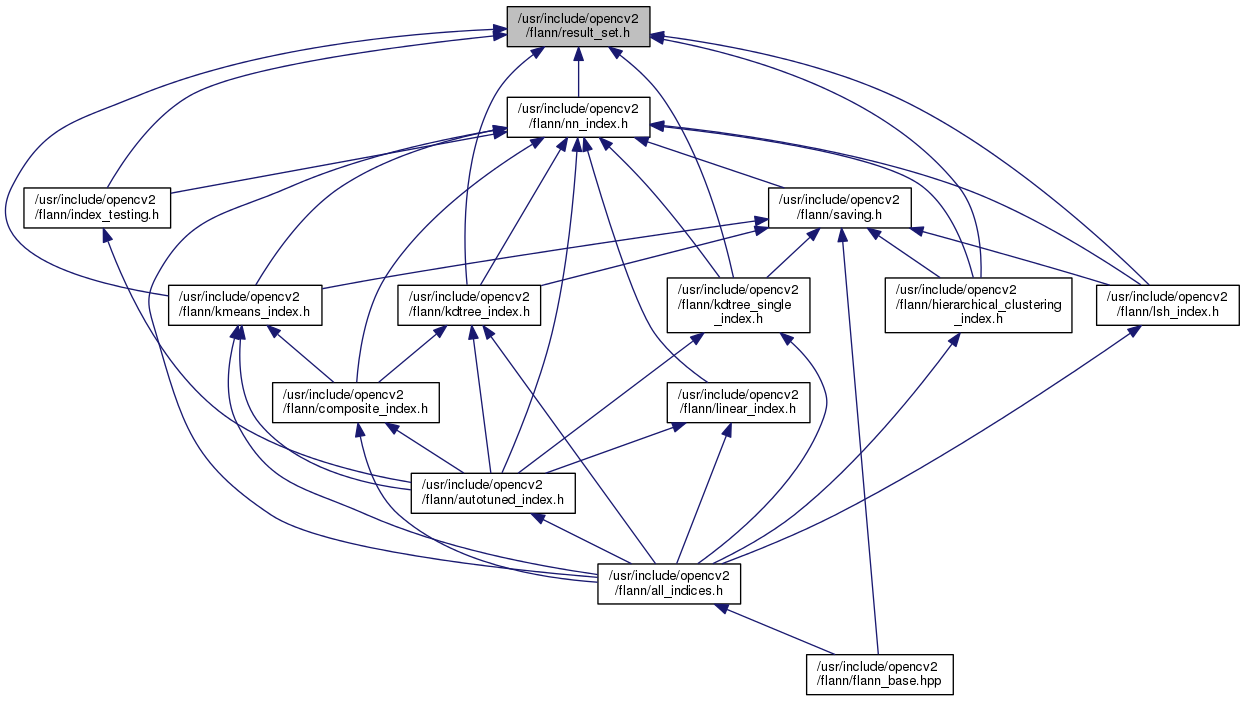 /usr/include/opencv2
/flann/result_set.h
/usr/include/opencv2
/flann/nn_index.h
/usr/include/opencv2
/flann/index_testing.h
/usr/include/opencv2
/flann/saving.h
/usr/include/opencv2
/flann/kmeans_index.h
/usr/include/opencv2
/flann/kdtree_index.h
/usr/include/opencv2
/flann/kdtree_single
_index.h
/usr/include/opencv2
/flann/hierarchical_clustering
_index.h
/usr/include/opencv2
/flann/lsh_index.h
/usr/include/opencv2
/flann/composite_index.h
/usr/include/opencv2
/flann/linear_index.h
/usr/include/opencv2
/flann/autotuned_index.h
/usr/include/opencv2
/flann/all_indices.h
/usr/include/opencv2
/flann/flann_base.hpp